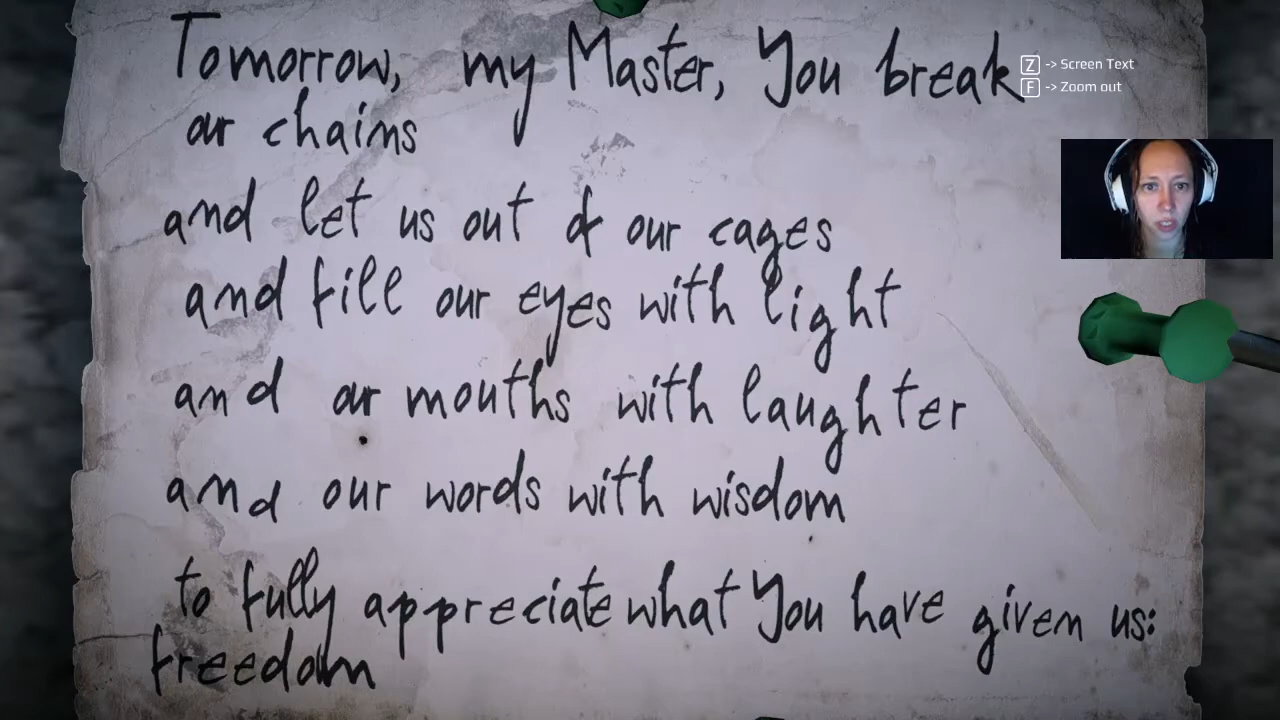 Tomorrow, my Master, You break
our chains
and let us out of our cages
and fill our eyes with light
and our mouths with laughter
and our words with wisdom
to fully appreciate what You have given us:
freedom
Z -> Screen Text
F -> Zoom out